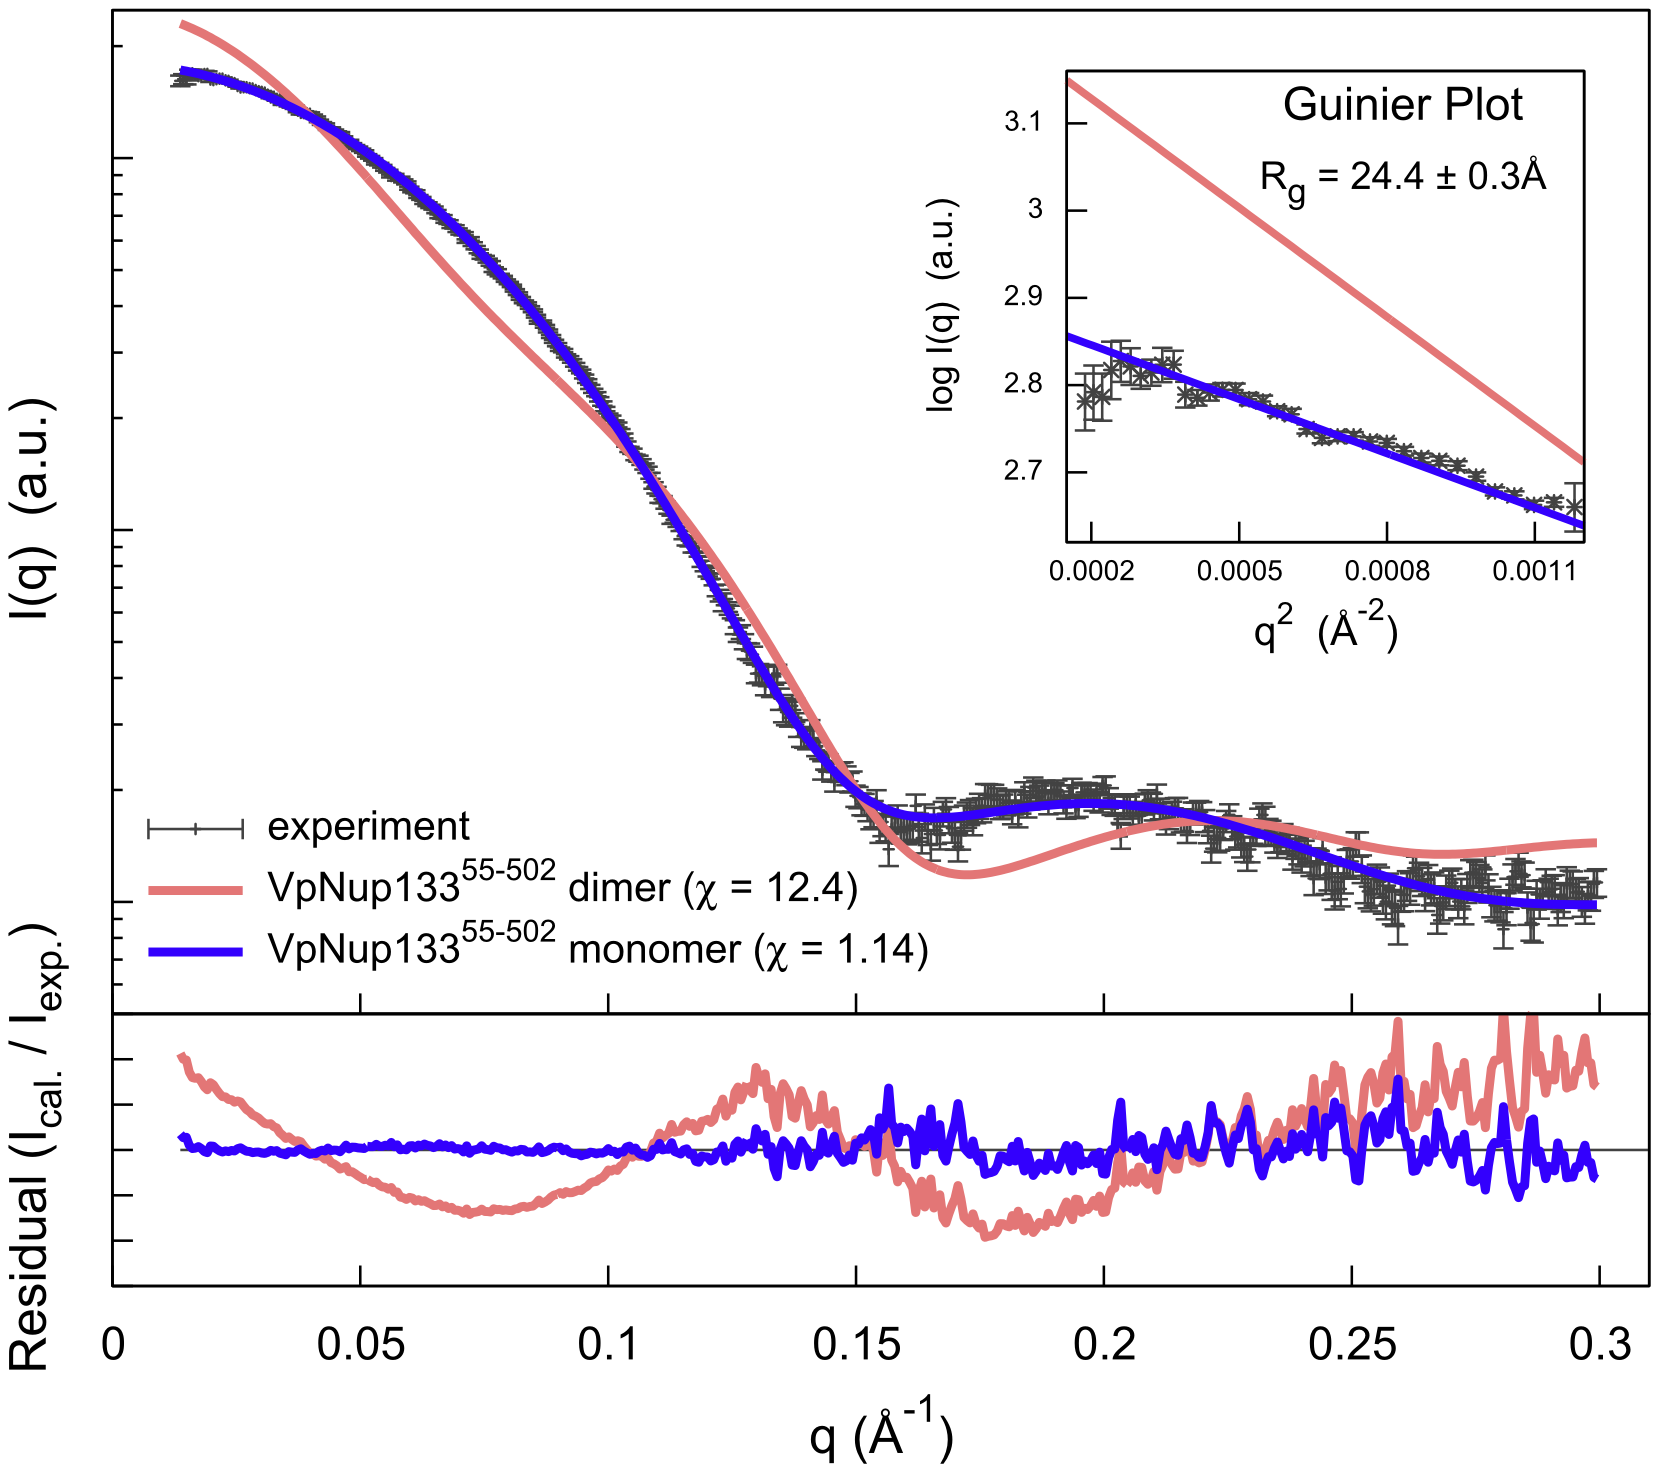 I(q) (a.u.)
experiment
VpNup133⁵⁵⁻⁵⁰² dimer (χ = 12.4)
VpNup133⁵⁵⁻⁵⁰² monomer (χ = 1.14)
Guinier Plot
Rg = 24.4 ± 0.3Å
log I(q) (a.u.)
3.1
3
2.9
2.8
2.7
0.0002 0.0005 0.0008 0.0011
q² (Å⁻²)
Residual (Ical. / Iexp.)
0 0.05 0.1 0.15 0.2 0.25 0.3
q (Å⁻¹)